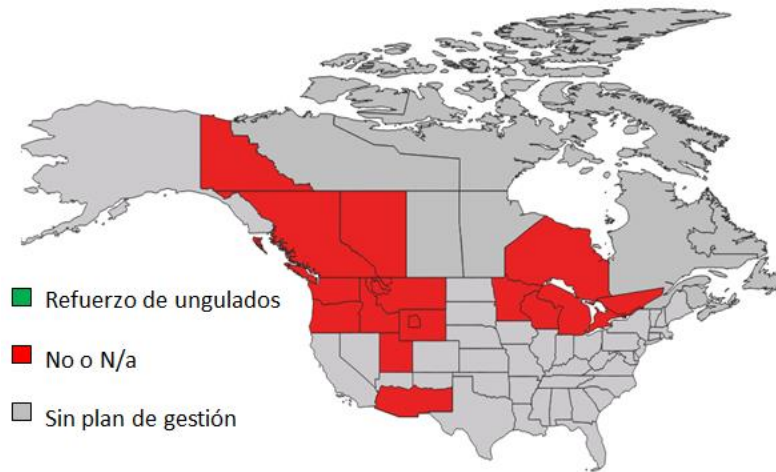 Refuerzo de ungulados
No o N/a
Sin plan de gestión